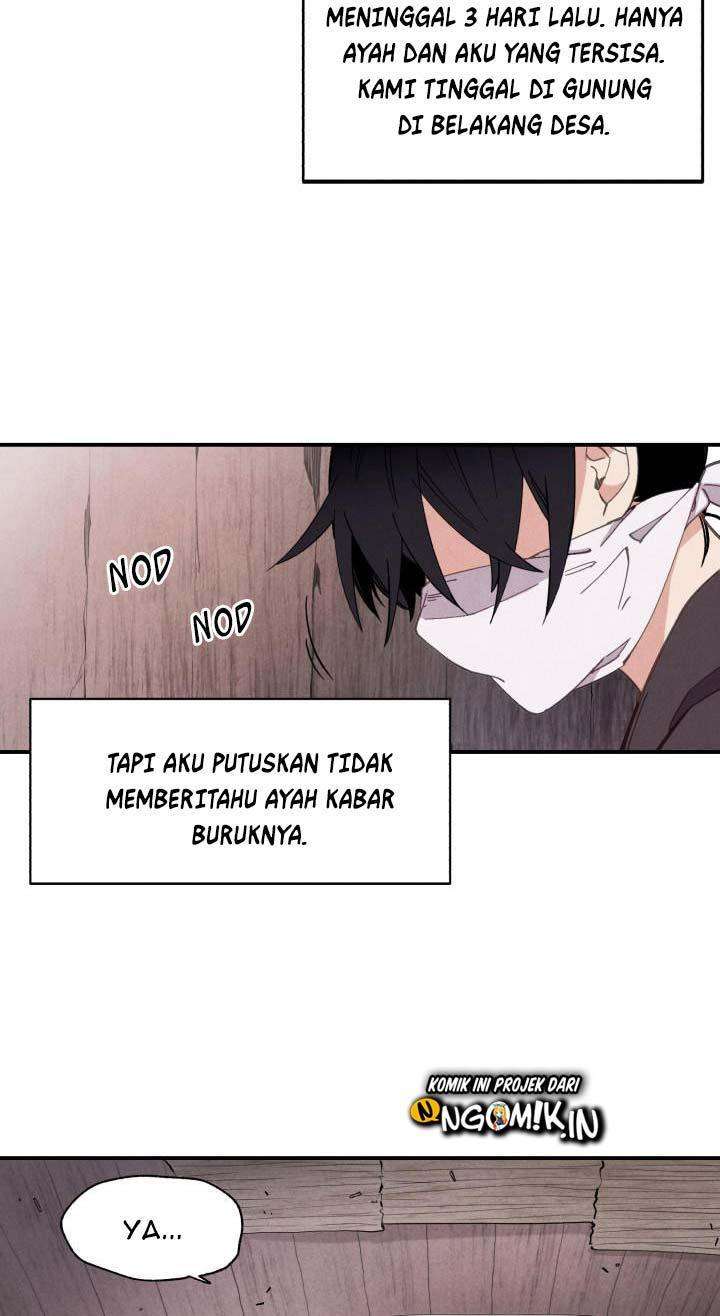 MENINGGAL 3 HARI LALU. HANYA
AYAH DAN AKU YANG TERSISA.
KAMI TINGGAL DI GUNUNG
DI BELAKANG DESA.
NOD
NOD
TAPI AKU PUTUSKAN TIDAK
MEMBERITAHU AYAH KABAR
BURUKNYA.
KOMIK INI PROJEK DARI
N NGOMIK.IN
YA...